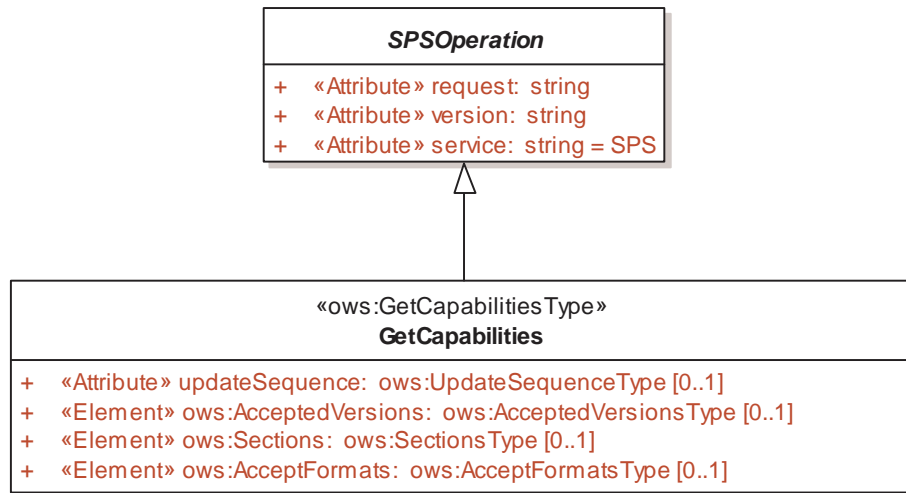 SPSOperation
+ «Attribute» request: string
+ «Attribute» version: string
+ «Attribute» service: string = SPS
«ows:GetCapabilitiesType»
GetCapabilities
+ «Attribute» updateSequence: ows:UpdateSequenceType [0..1]
+ «Element» ows:AcceptedVersions: ows:AcceptedVersionsType [0..1]
+ «Element» ows:Sections: ows:SectionsType [0..1]
+ «Element» ows:AcceptFormats: ows:AcceptFormatsType [0..1]